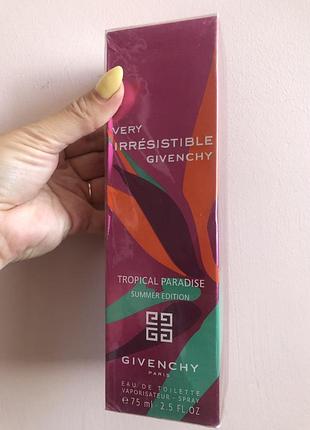 VERY
IRRÉSISTIBLE
GIVENCHY
TROPICAL PARADISE
SUMMER EDITION
GIVENCHY
PARIS
EAU DE TOILETTE
VAPORISATEUR - SPRAY
e 75 ml - 2.5 FL.OZ